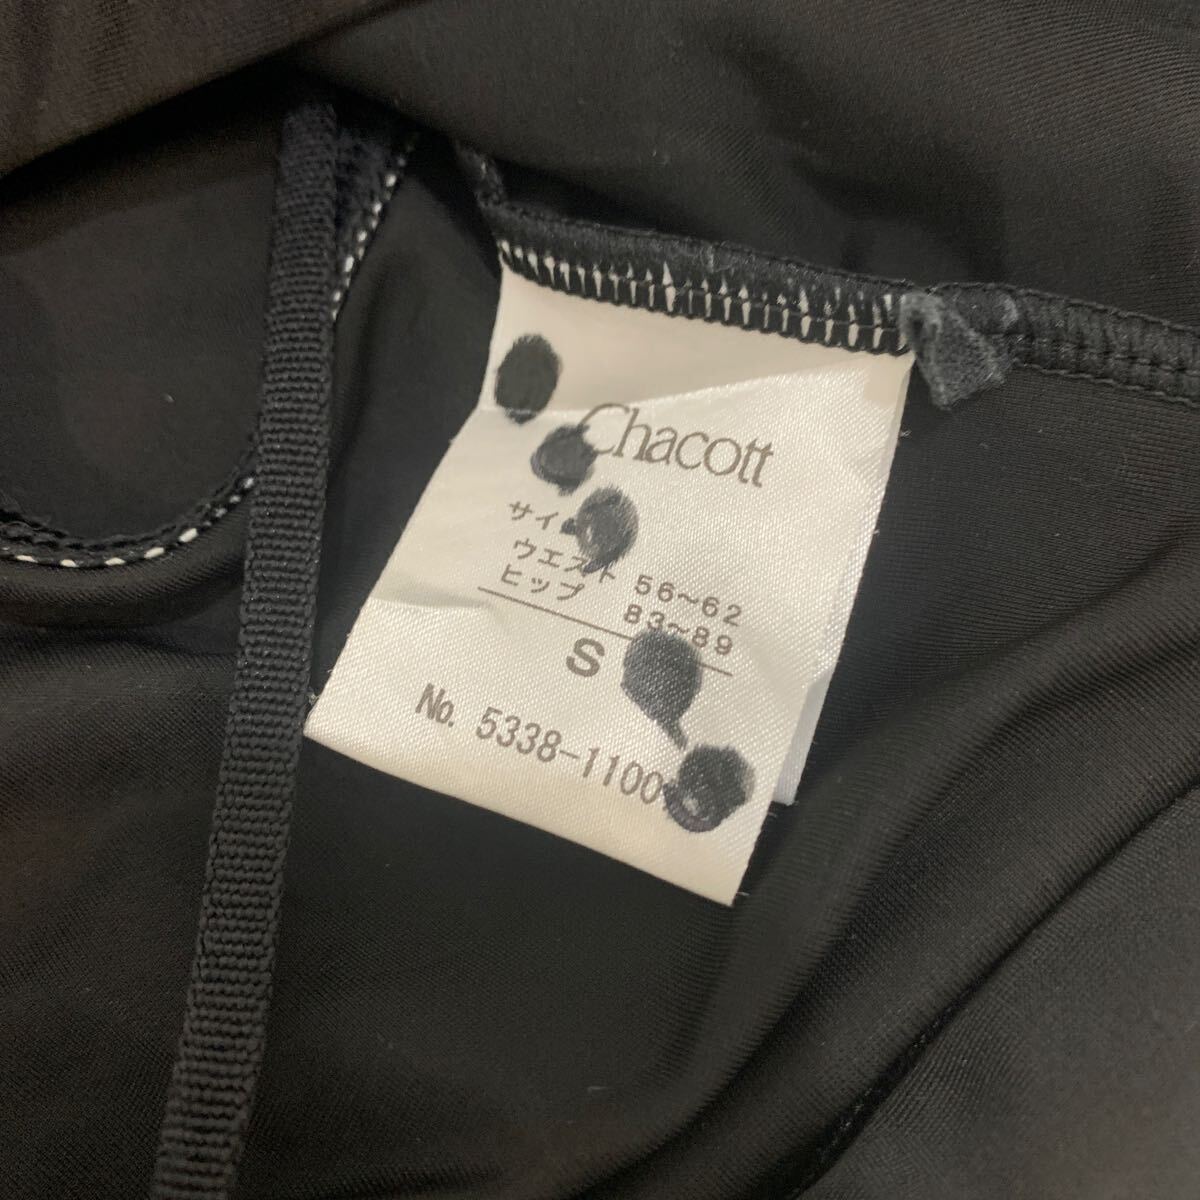 Chacott
サイ
ウエスト 56~62
ヒップ 83~89
S
No. 5338-1100